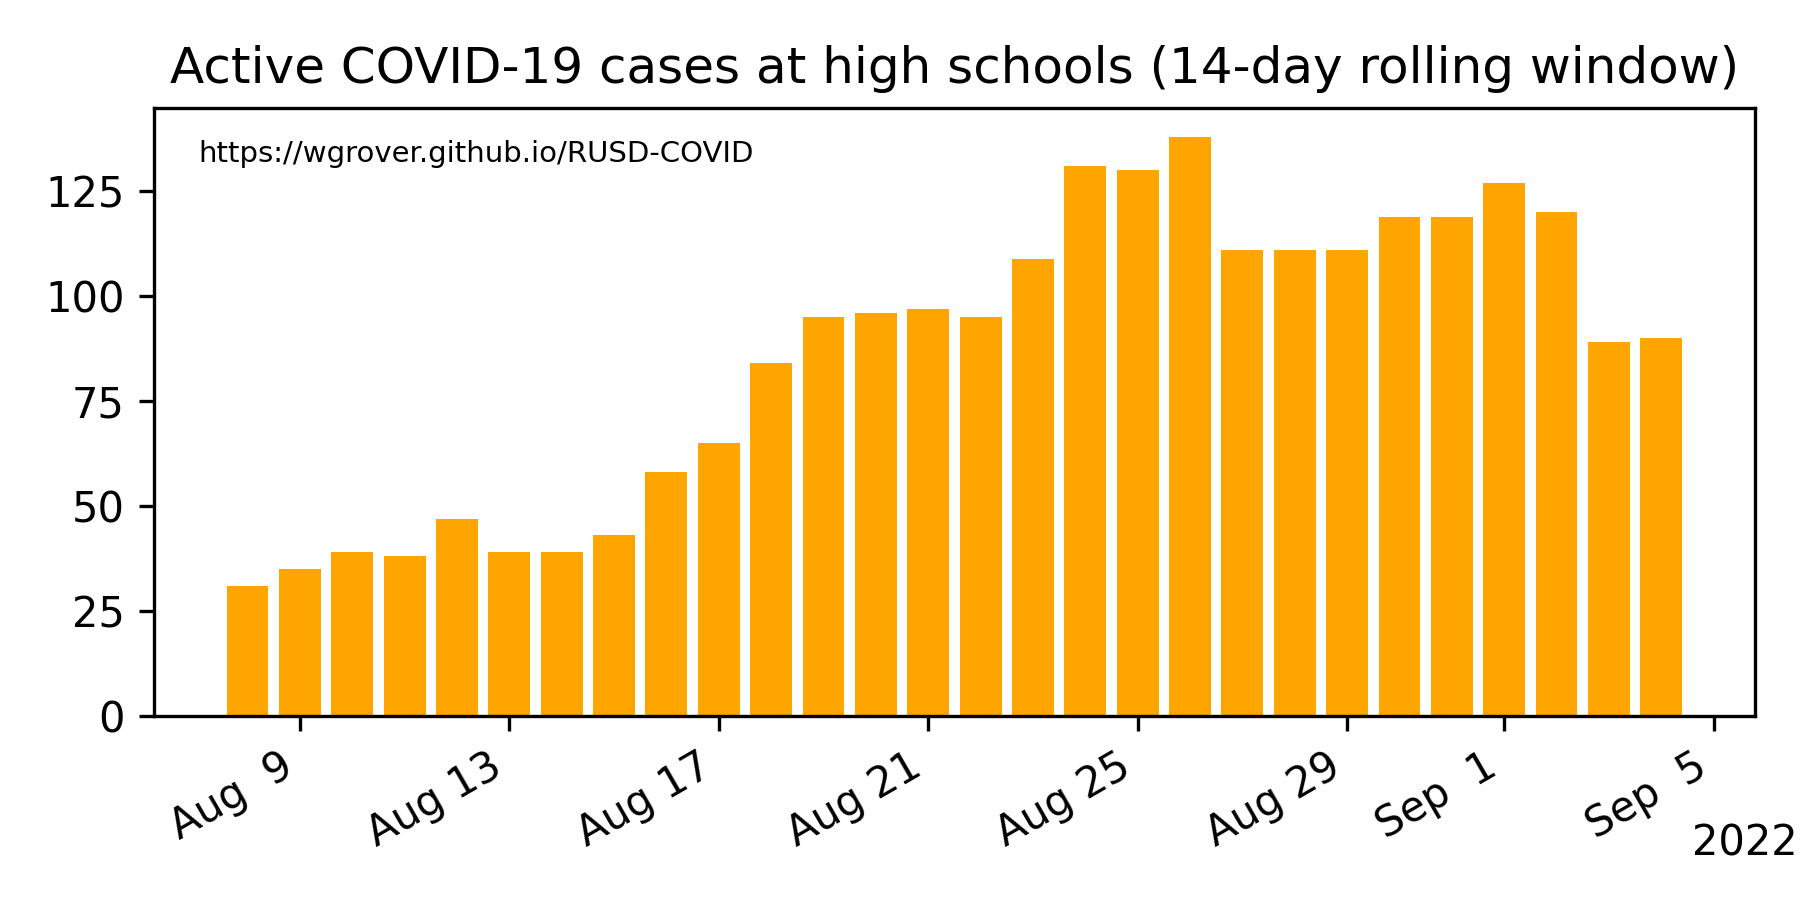 Active COVID-19 cases at high schools (14-day rolling window)
https://wgrover.github.io/RUSD-COVID
125
100
75
50
25
0
Aug 9
Aug 13
Aug 17
Aug 21
Aug 25
Aug 29
Sep 1
Sep 5
2022